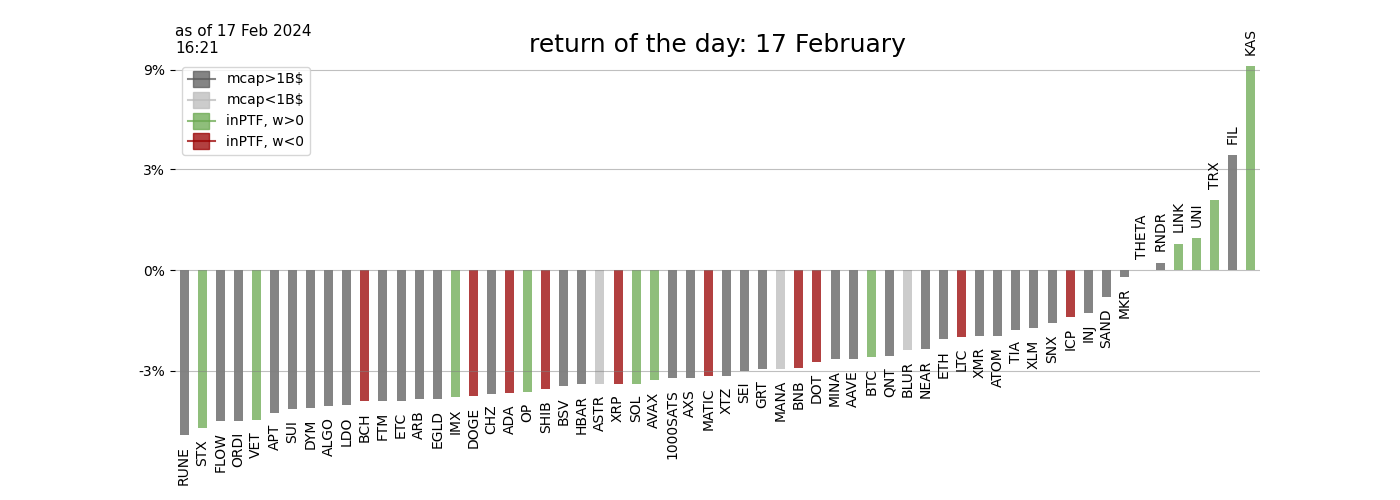 as of 17 Feb 2024
16:21
return of the day: 17 February
mcap>1B$
mcap<1B$
inPTF, w>0
inPTF, w<0
9%
3%
0%
-3%
RUNE
STX
FLOW
ORDI
VET
APT
SUI
DYM
ALGO
LDO
BCH
FTM
ETC
ARB
EGLD
IMX
DOGE
CHZ
ADA
OP
SHIB
BSV
HBAR
ASTR
XRP
SOL
AVAX
1000SATS
AXS
MATIC
XTZ
SEI
GRT
MANA
BNB
DOT
MINA
AAVE
BTC
QNT
BLUR
NEAR
ETH
LTC
XMR
ATOM
TIA
XLM
SNX
ICP
INJ
SAND
MKR
THETA
RNDR
LINK
UNI
TRX
FIL
KAS